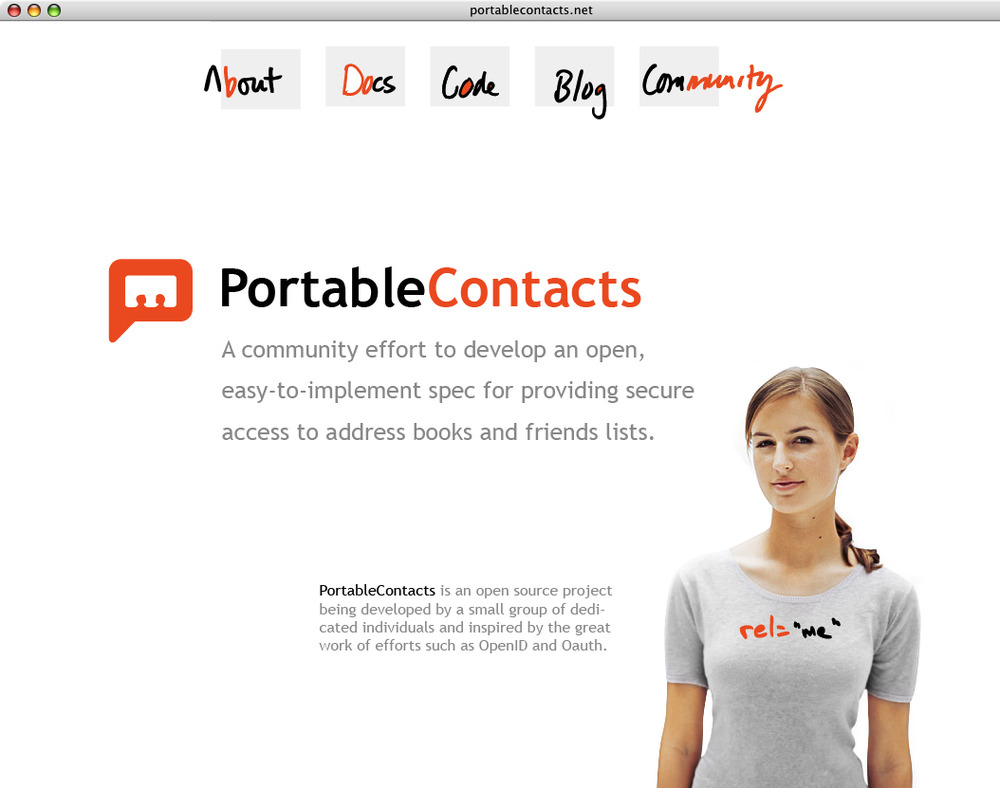 portablecontacts.net
About Docs Code Blog Community
PortableContacts
A community effort to develop an open,
easy-to-implement spec for providing secure
access to address books and friends lists.
PortableContacts is an open source project
being developed by a small group of dedi-
cated individuals and inspired by the great
work of efforts such as OpenID and Oauth.
rel="me"